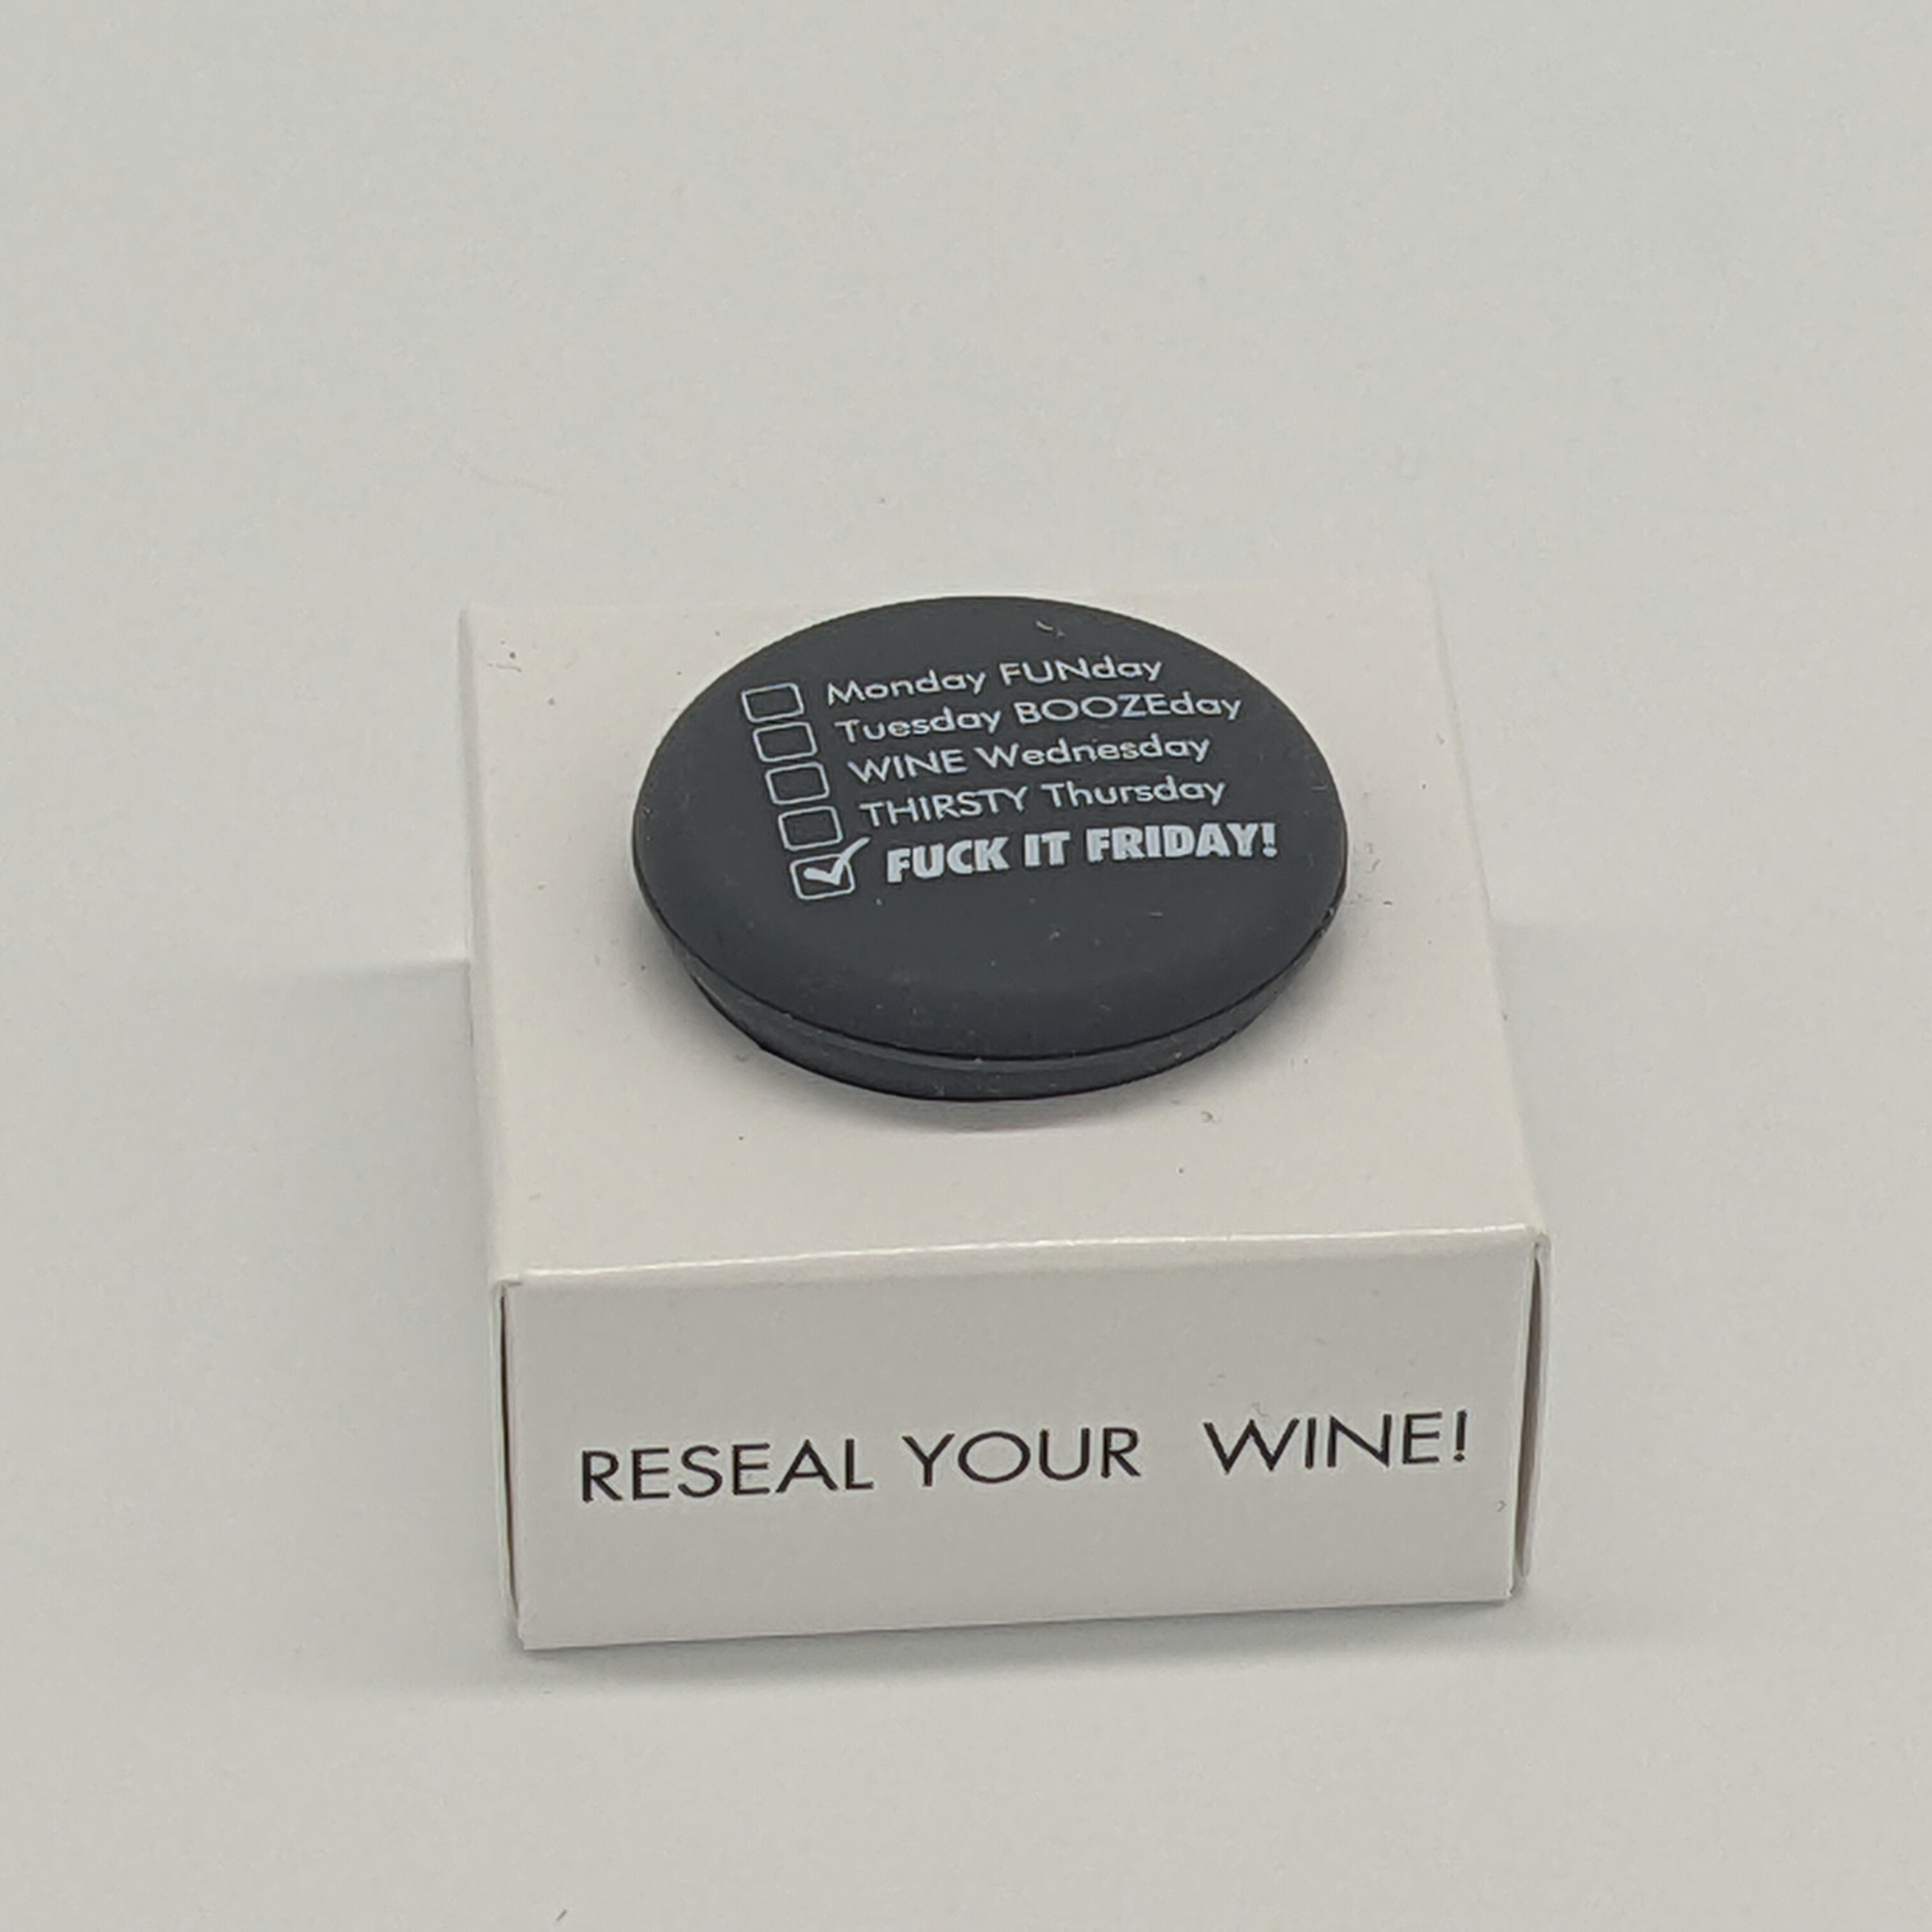 Monday FUNday
Tuesday BOOZEday
WINE Wednesday
THIRSTY Thursday
FUCK IT FRIDAY!
RESEAL YOUR WINE!